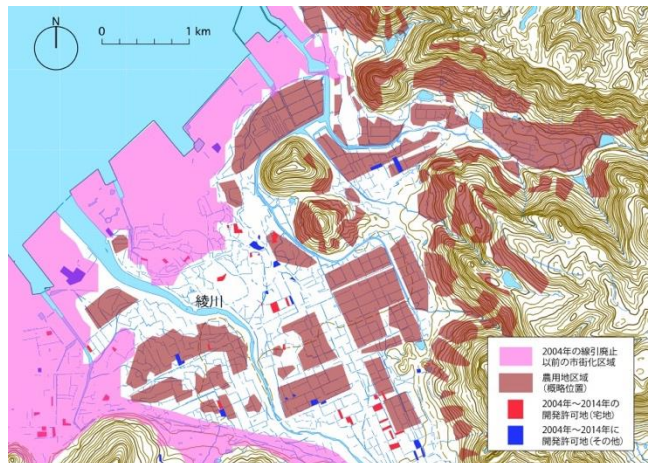 N
0 1 km
綾川
2004年の線引廃止
以前の市街化区域
農用地区域
(概略位置)
2004年～2014年の
開発許可地(宅地)
2004年～2014年に
開発許可地(その他)